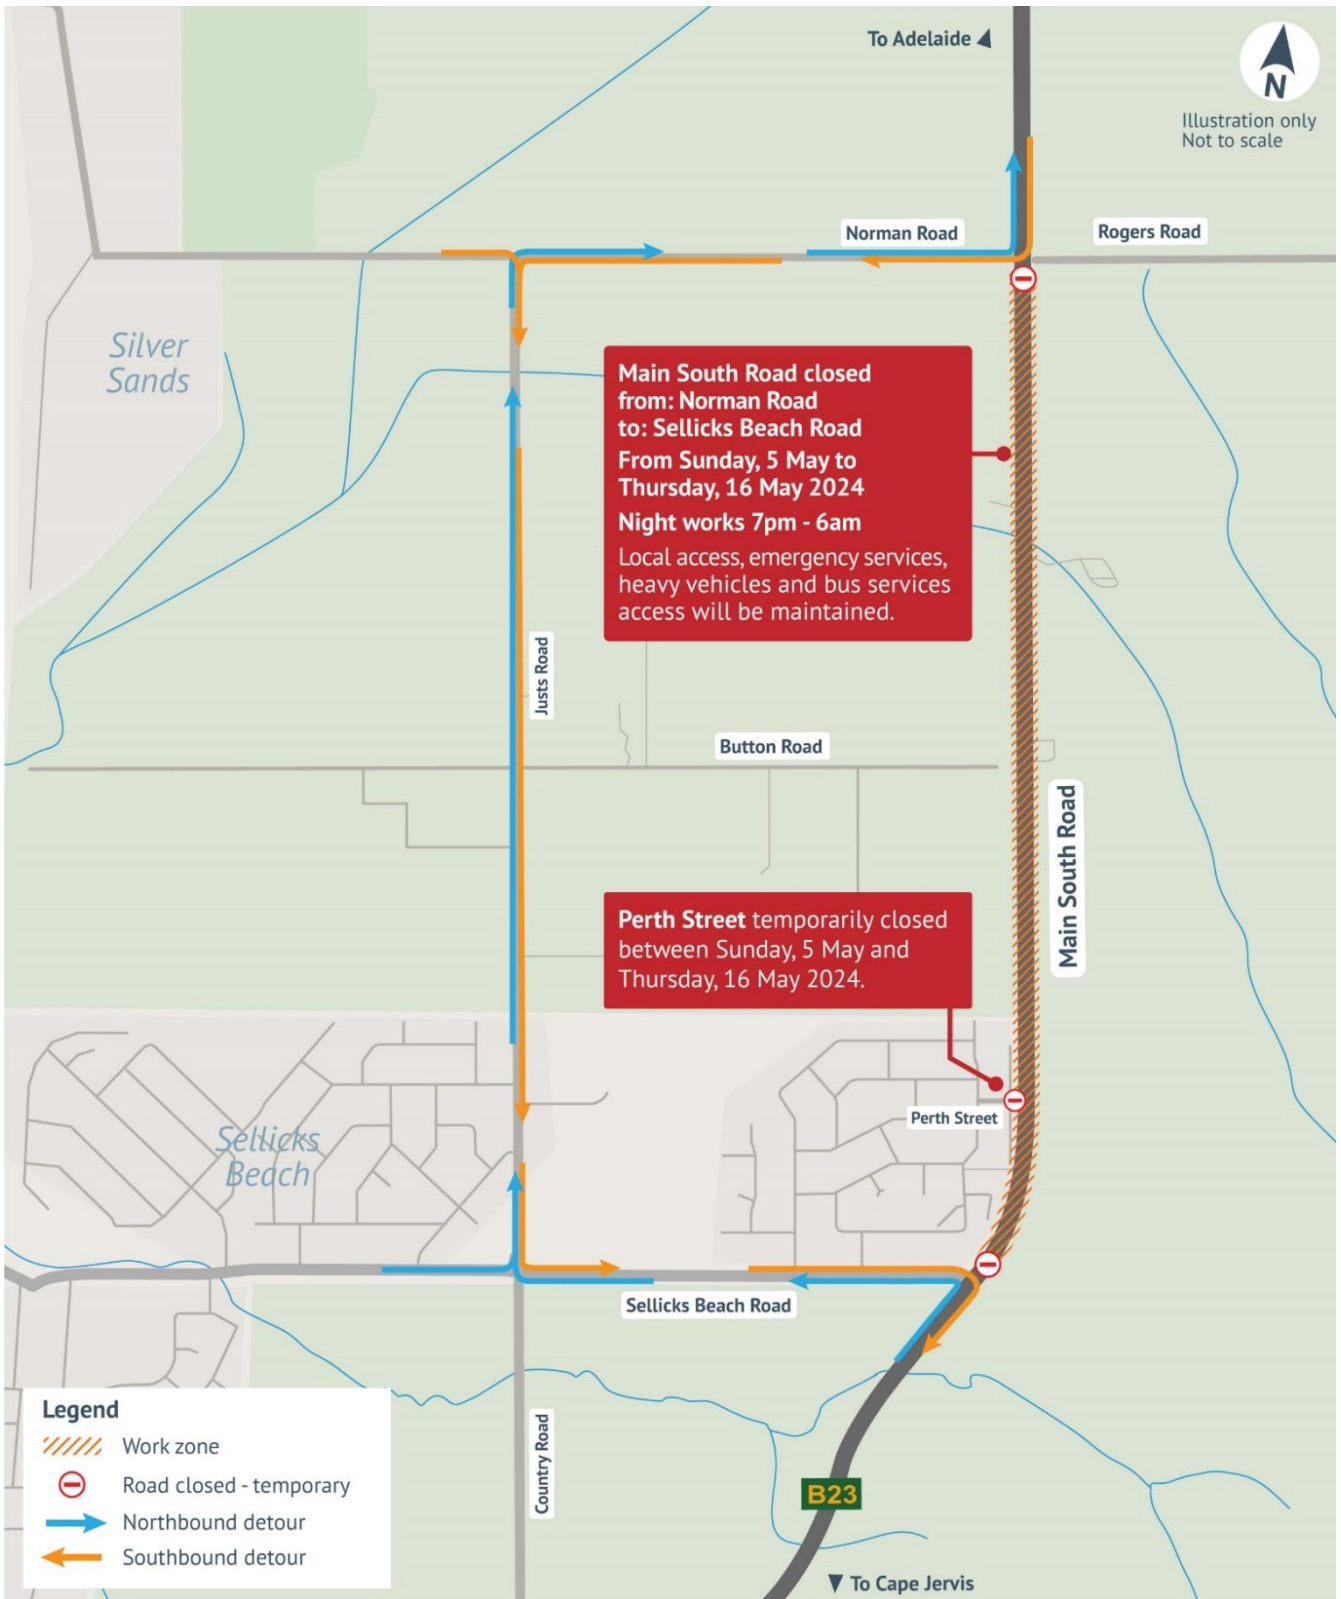 To Adelaide
N
Illustration only
Not to scale
Norman Road
Rogers Road
Silver
Sands
Main South Road closed
from: Norman Road
to: Sellicks Beach Road
From Sunday, 5 May to
Thursday, 16 May 2024
Night works 7pm - 6am
Local access, emergency services,
heavy vehicles and bus services
access will be maintained.
Justs Road
Button Road
Main South Road
Perth Street temporarily closed
between Sunday, 5 May and
Thursday, 16 May 2024.
Perth Street
Sellicks
Beach
Sellicks Beach Road
Legend
Work zone
Road closed - temporary
Northbound detour
Southbound detour
Country Road
B23
To Cape Jervis